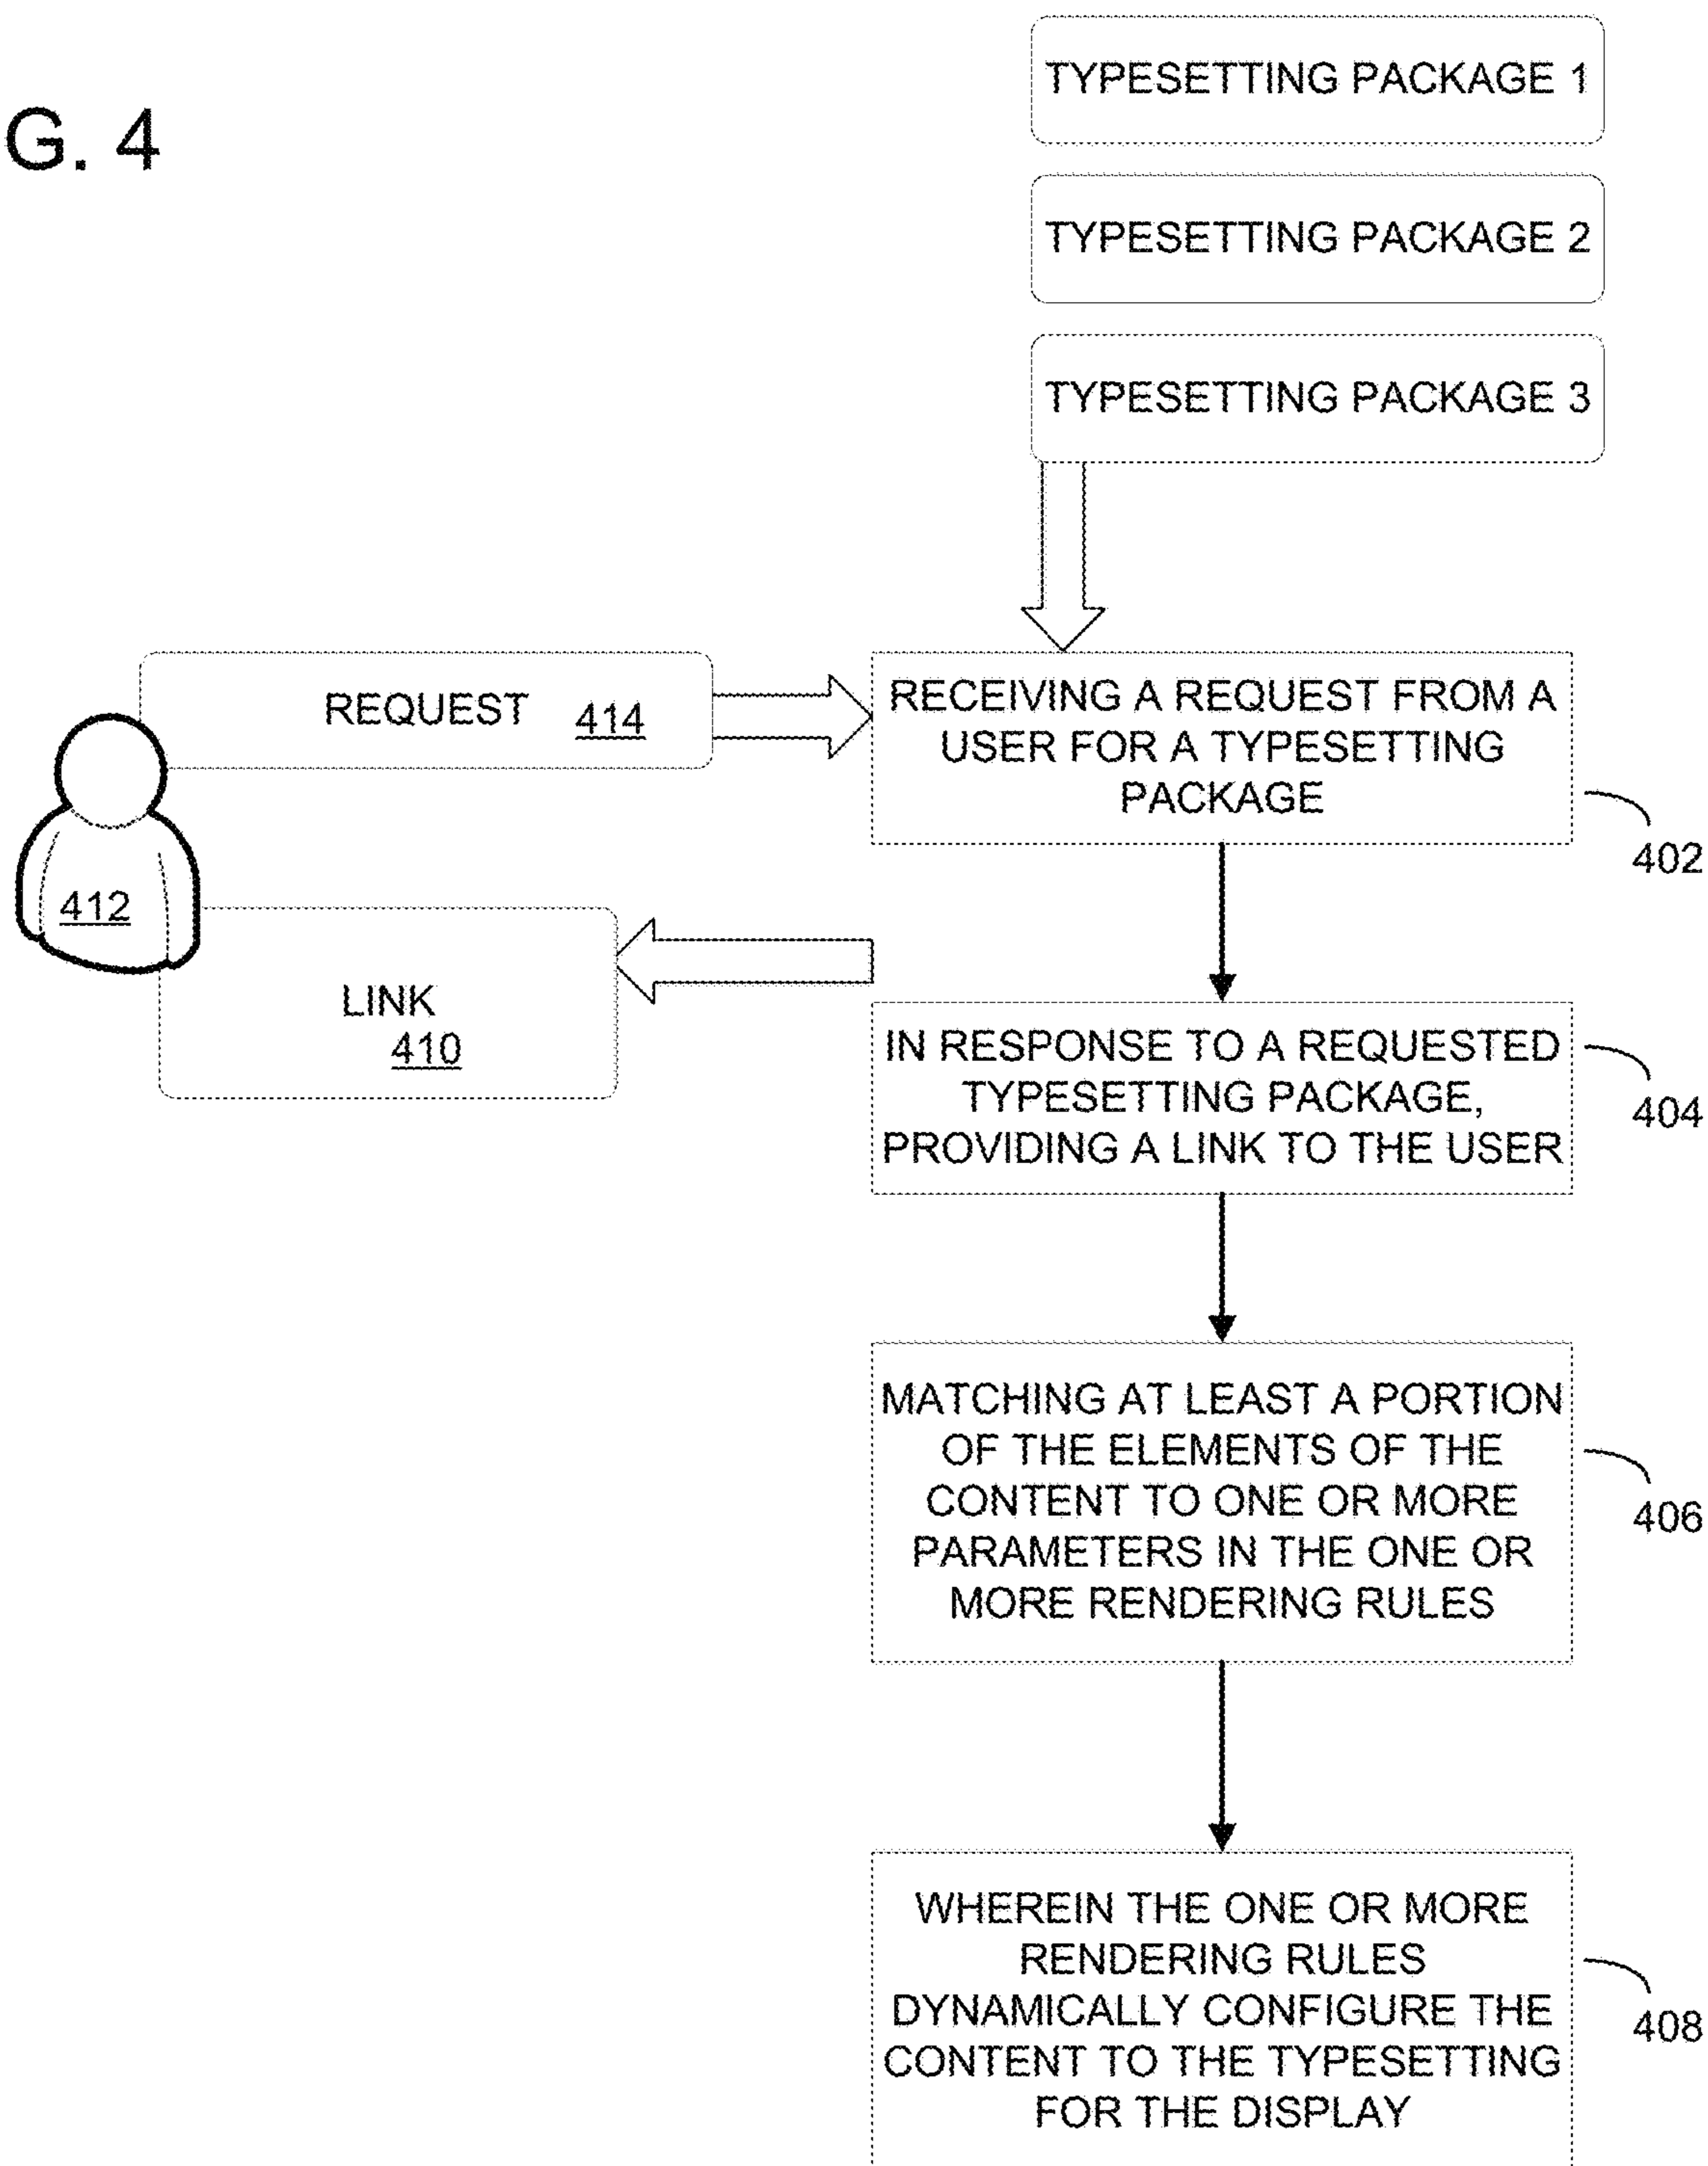 G. 4
TYPESETTING PACKAGE 1
TYPESETTING PACKAGE 2
TYPESETTING PACKAGE 3
REQUEST 414
RECEIVING A REQUEST FROM A
USER FOR A TYPESETTING
PACKAGE
402
412
LINK
410
IN RESPONSE TO A REQUESTED
TYPESETTING PACKAGE,
PROVIDING A LINK TO THE USER
404
MATCHING AT LEAST A PORTION
OF THE ELEMENTS OF THE
CONTENT TO ONE OR MORE
PARAMETERS IN THE ONE OR
MORE RENDERING RULES
406
WHEREIN THE ONE OR MORE
RENDERING RULES
DYNAMICALLY CONFIGURE THE
CONTENT TO THE TYPESETTING
FOR THE DISPLAY
408